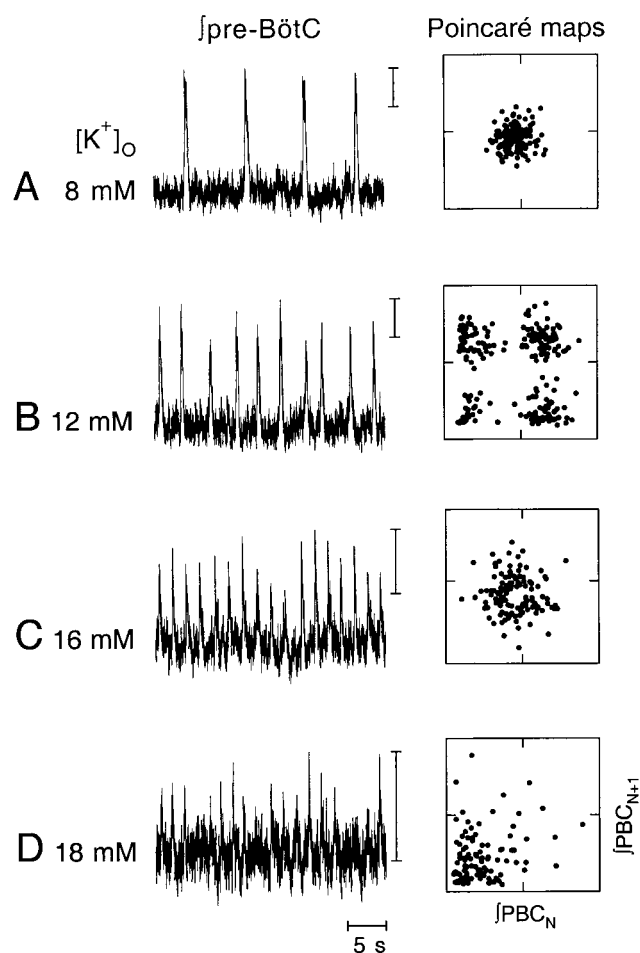 ∫pre-BötC
Poincaré maps
[K⁺]O
A 8 mM
B 12 mM
C 16 mM
D 18 mM
∫PBCN+1
∫PBCN
5 s